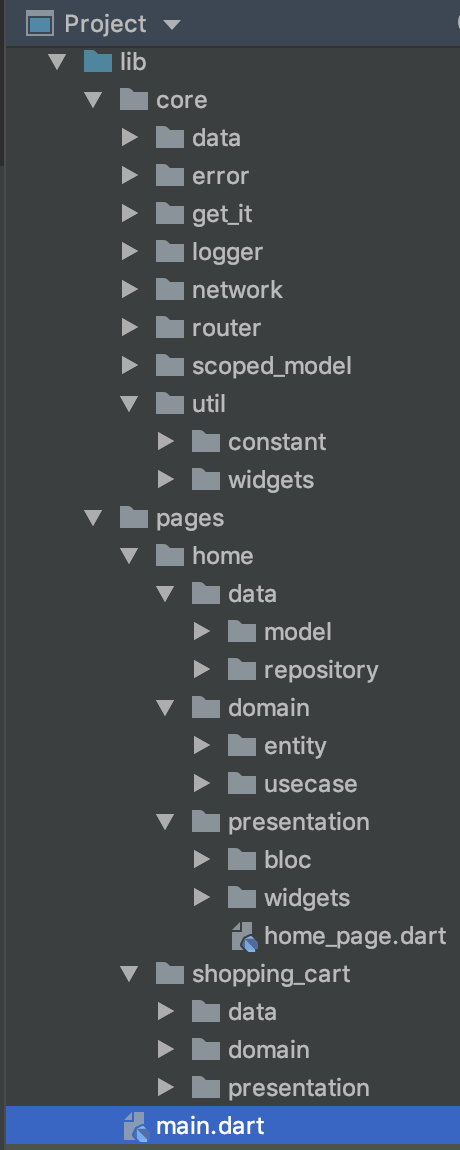 Project
lib
core
data
error
get_it
logger
network
router
scoped_model
util
constant
widgets
pages
home
data
model
repository
domain
entity
usecase
presentation
bloc
widgets
home_page.dart
shopping_cart
data
domain
presentation
main.dart